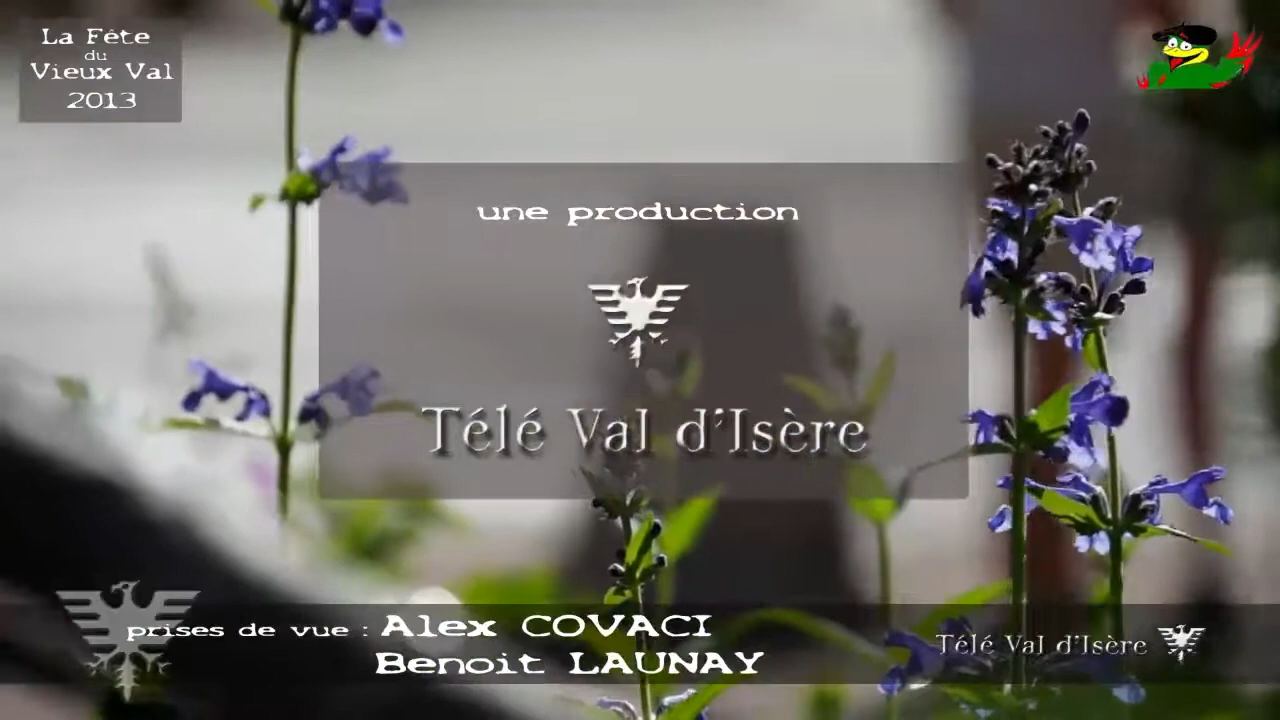 La Fête
du
Vieux Val
2013
une production
Télé Val d'Isère
prises de vue : Alex COVACI
Benoit LAUNAY
Télé Val d'Isère